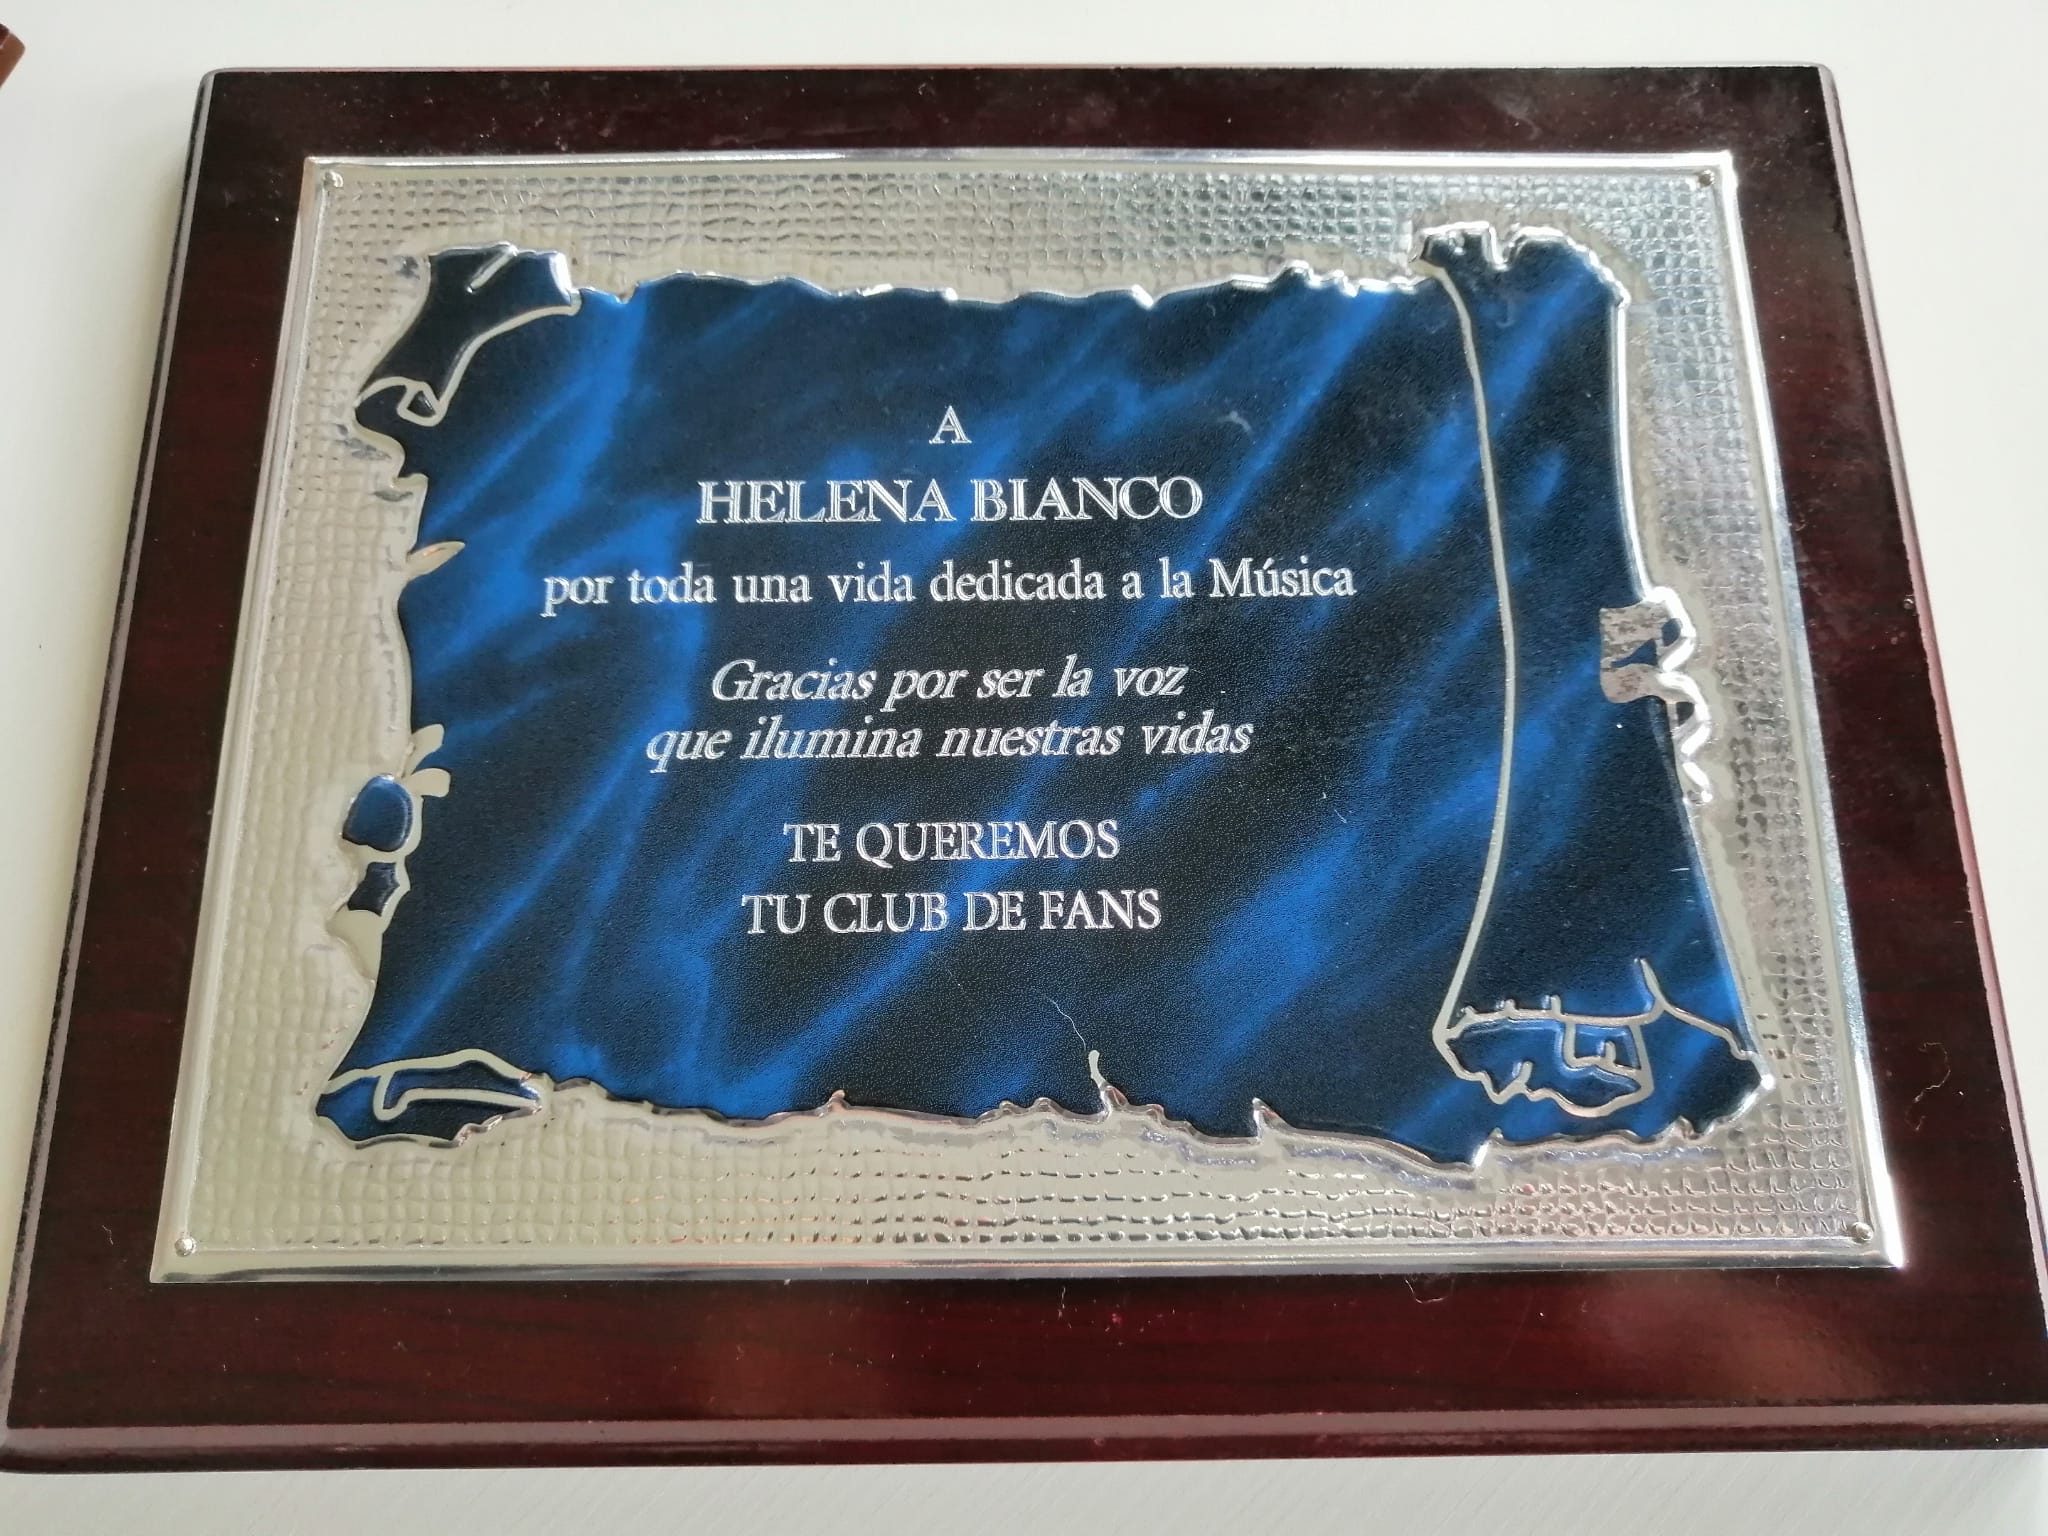 A
HELENA BIANCO
por toda una vida dedicada a la Música
Gracias por ser la voz
que ilumina nuestras vidas
TE QUEREMOS
TU CLUB DE FANS